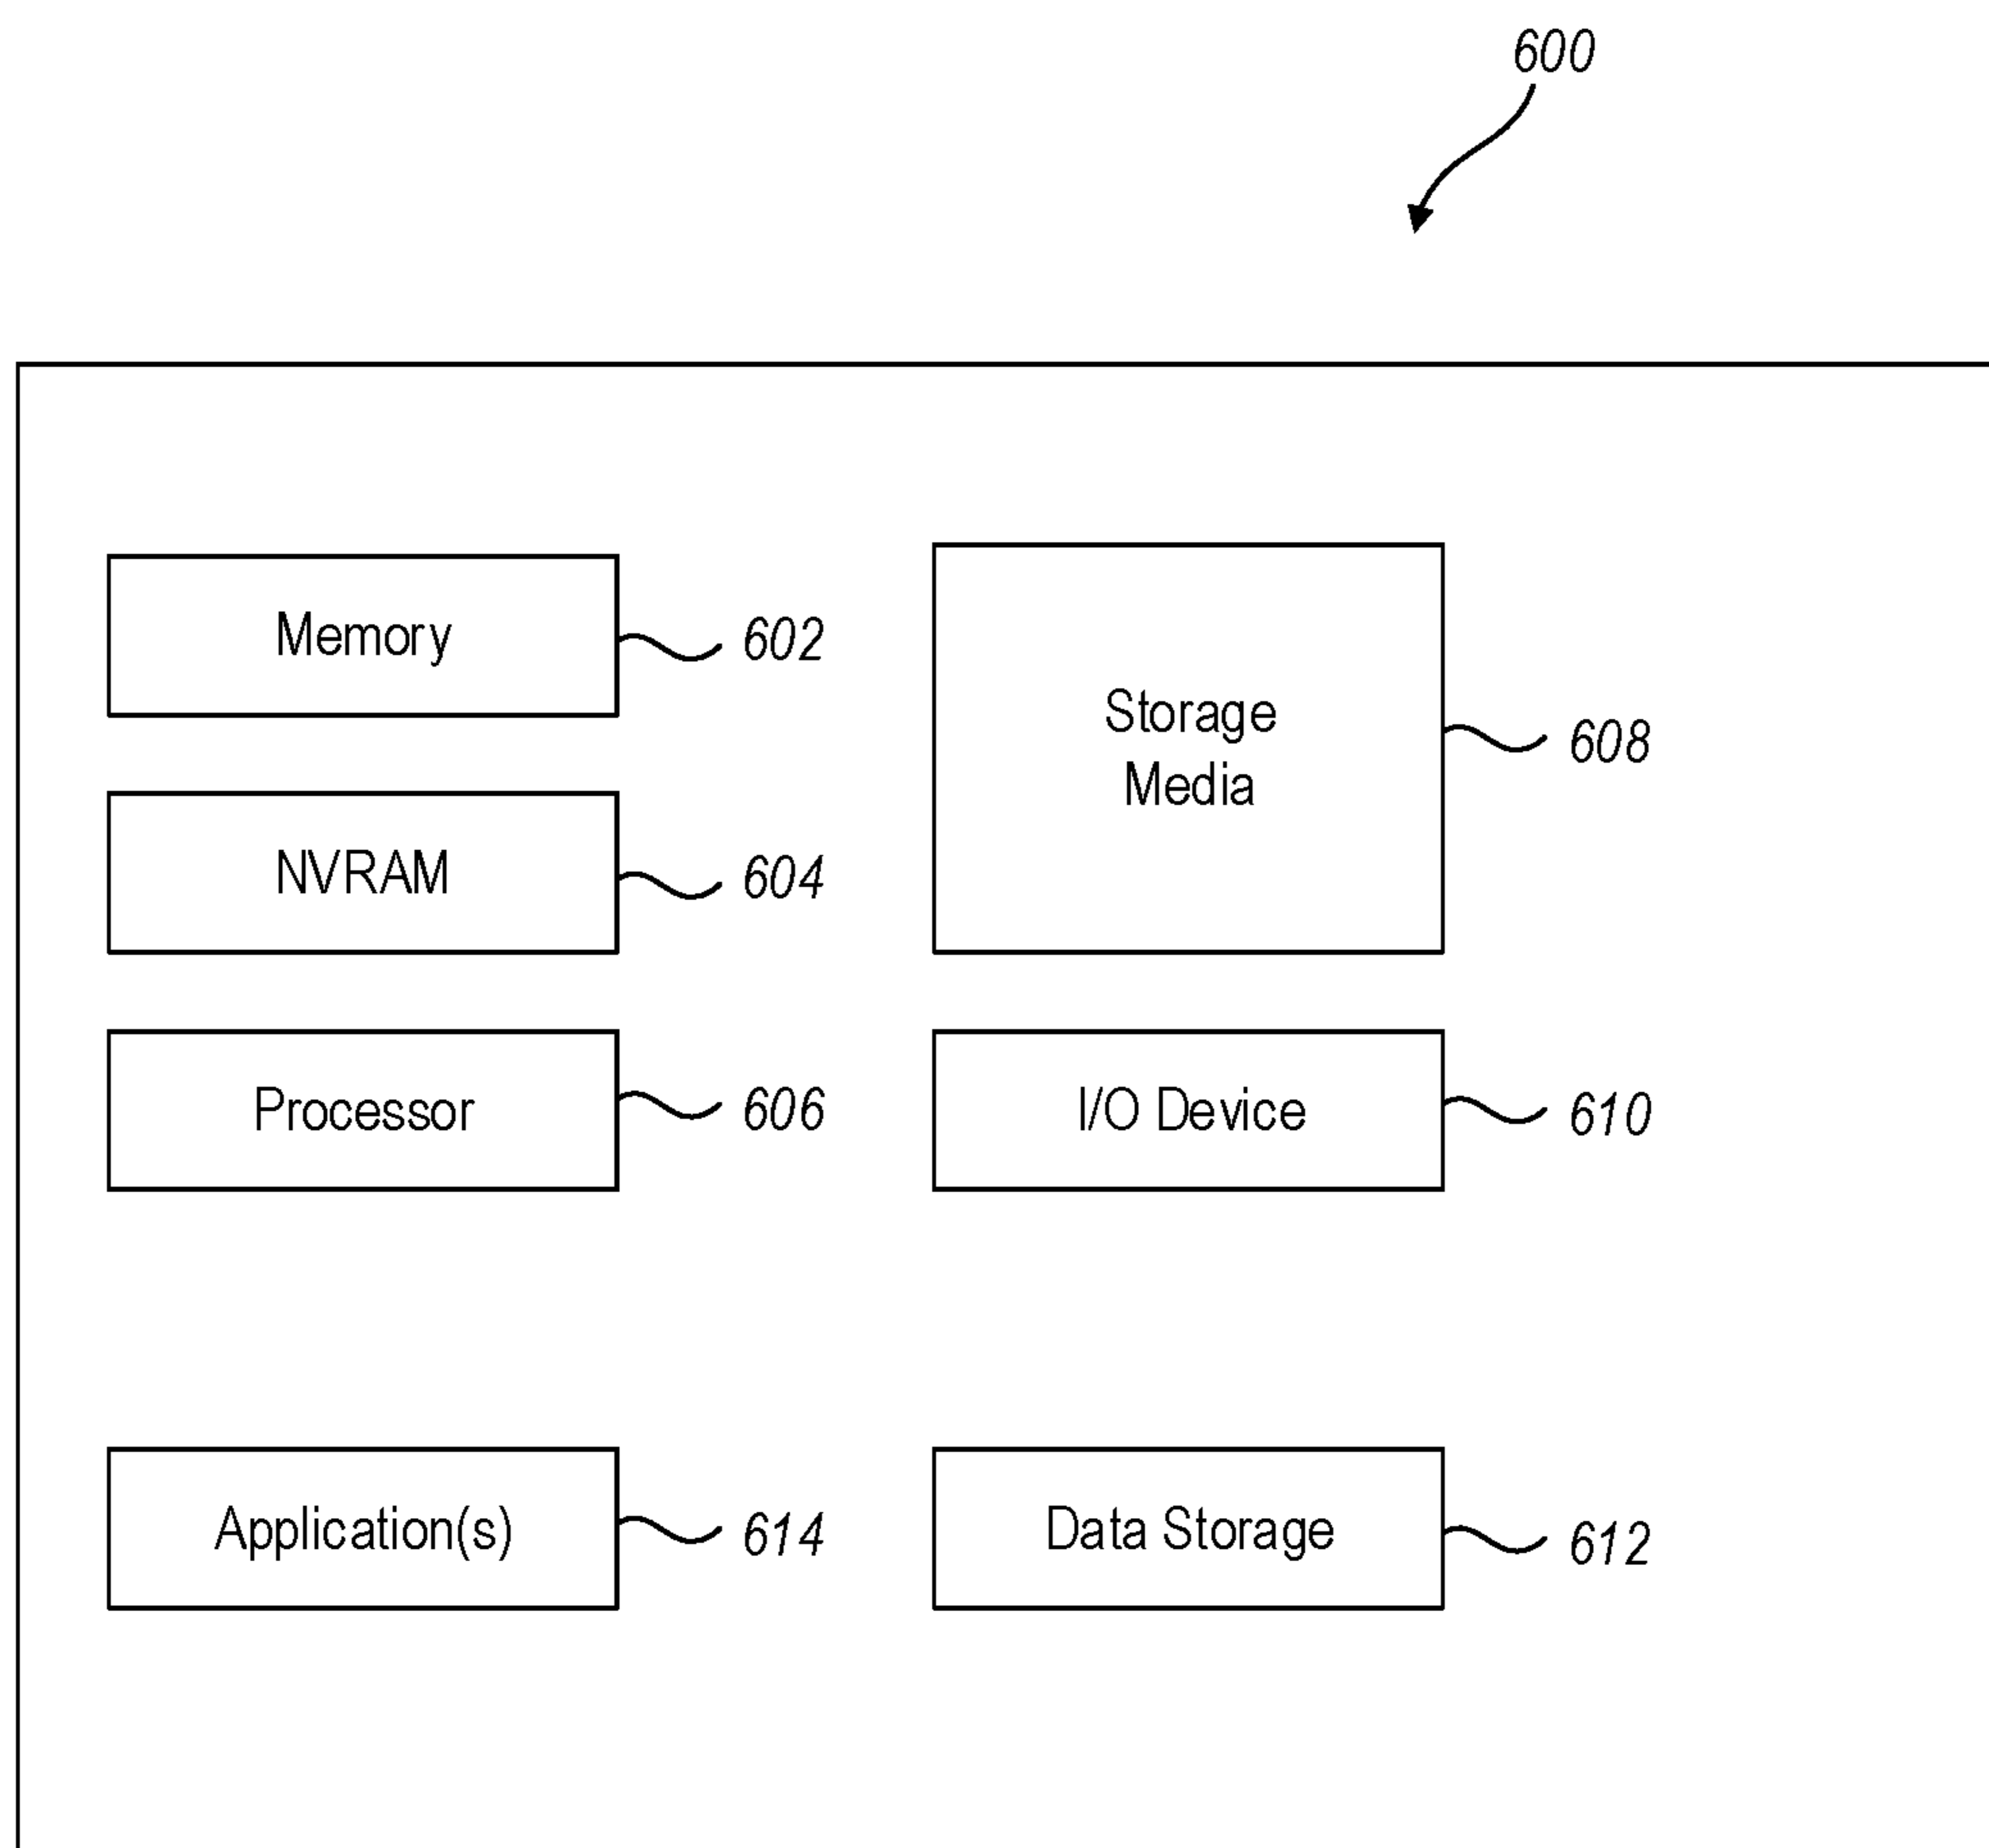 600
Memory
602
Storage
Media
608
NVRAM
604
Processor
606
I/O Device
610
Application(s)
614
Data Storage
612